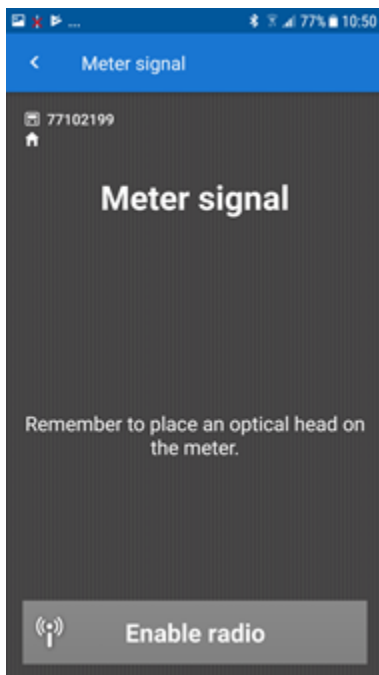 ... 77% 10:50
Meter signal
77102199
Meter signal
Remember to place an optical head on
the meter.
Enable radio